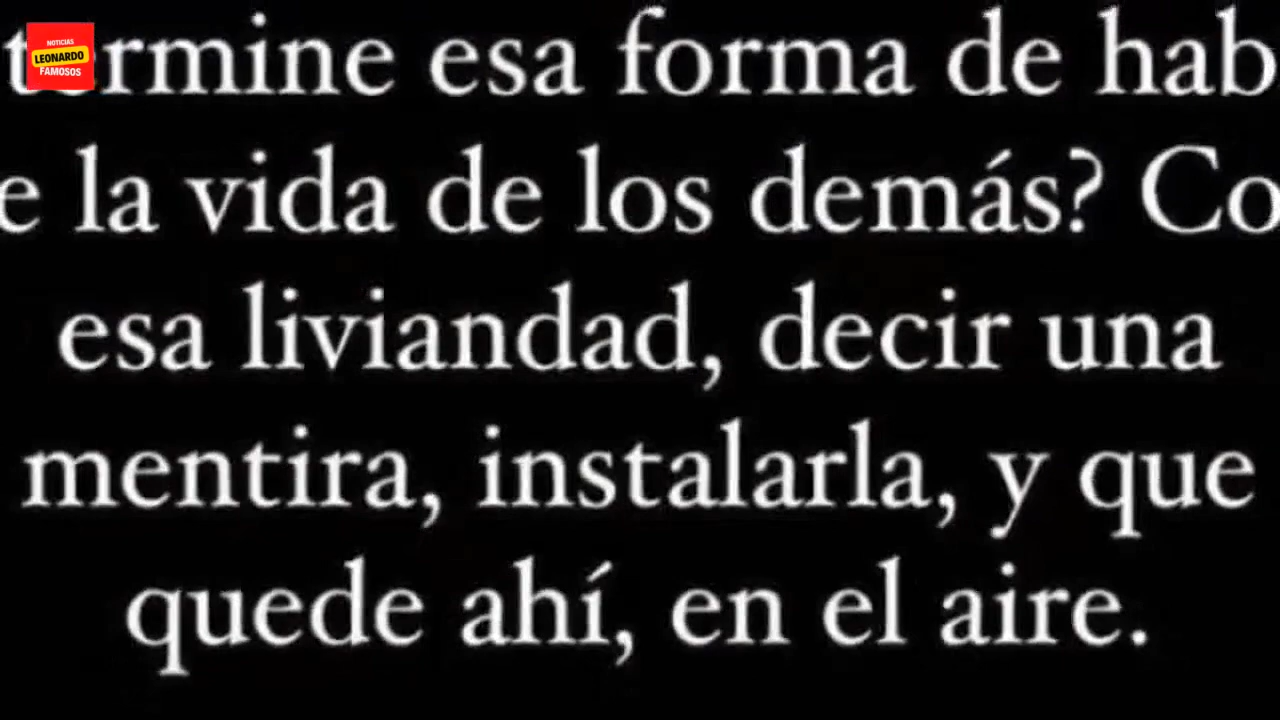 NOTICIAS
LEONARDO
FAMOSOS
termine esa forma de hab
e la vida de los demás? Co
esa liviandad, decir una
mentira, instalarla, y que
quede ahí, en el aire.